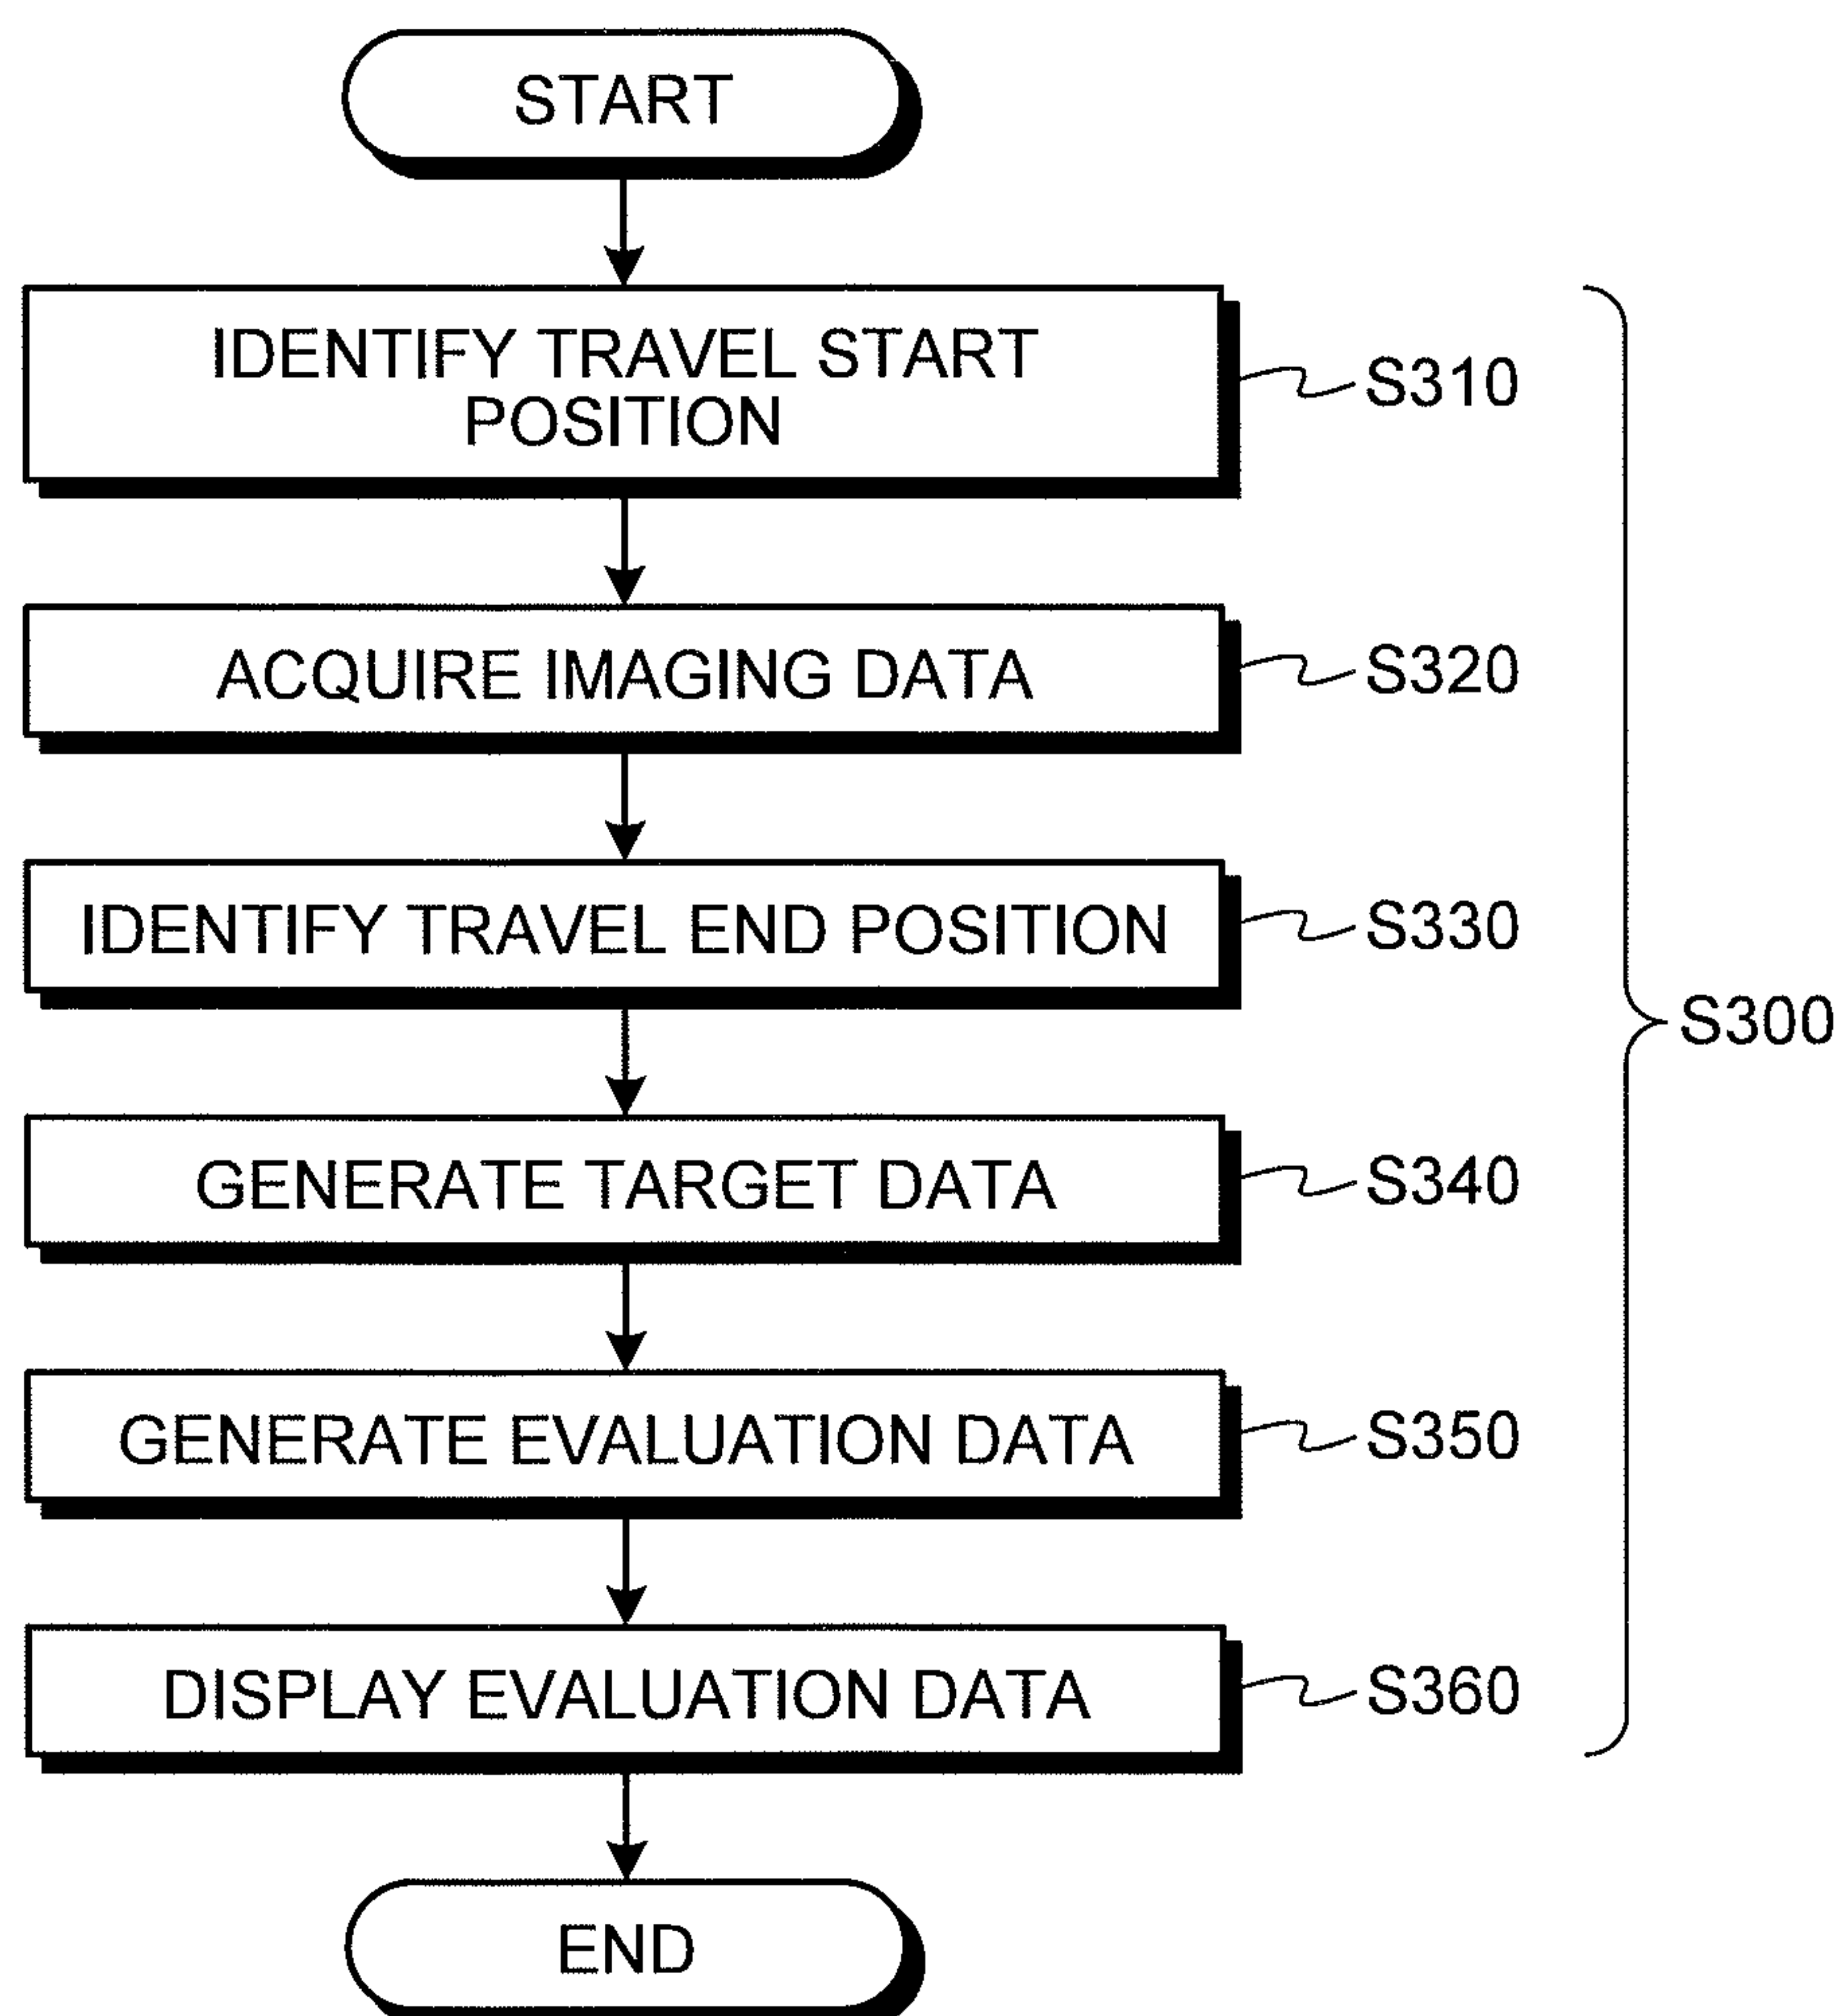 START
IDENTIFY TRAVEL START
POSITION
S310
ACQUIRE IMAGING DATA
S320
IDENTIFY TRAVEL END POSITION
S330
S300
GENERATE TARGET DATA
S340
GENERATE EVALUATION DATA
S350
DISPLAY EVALUATION DATA
S360
END